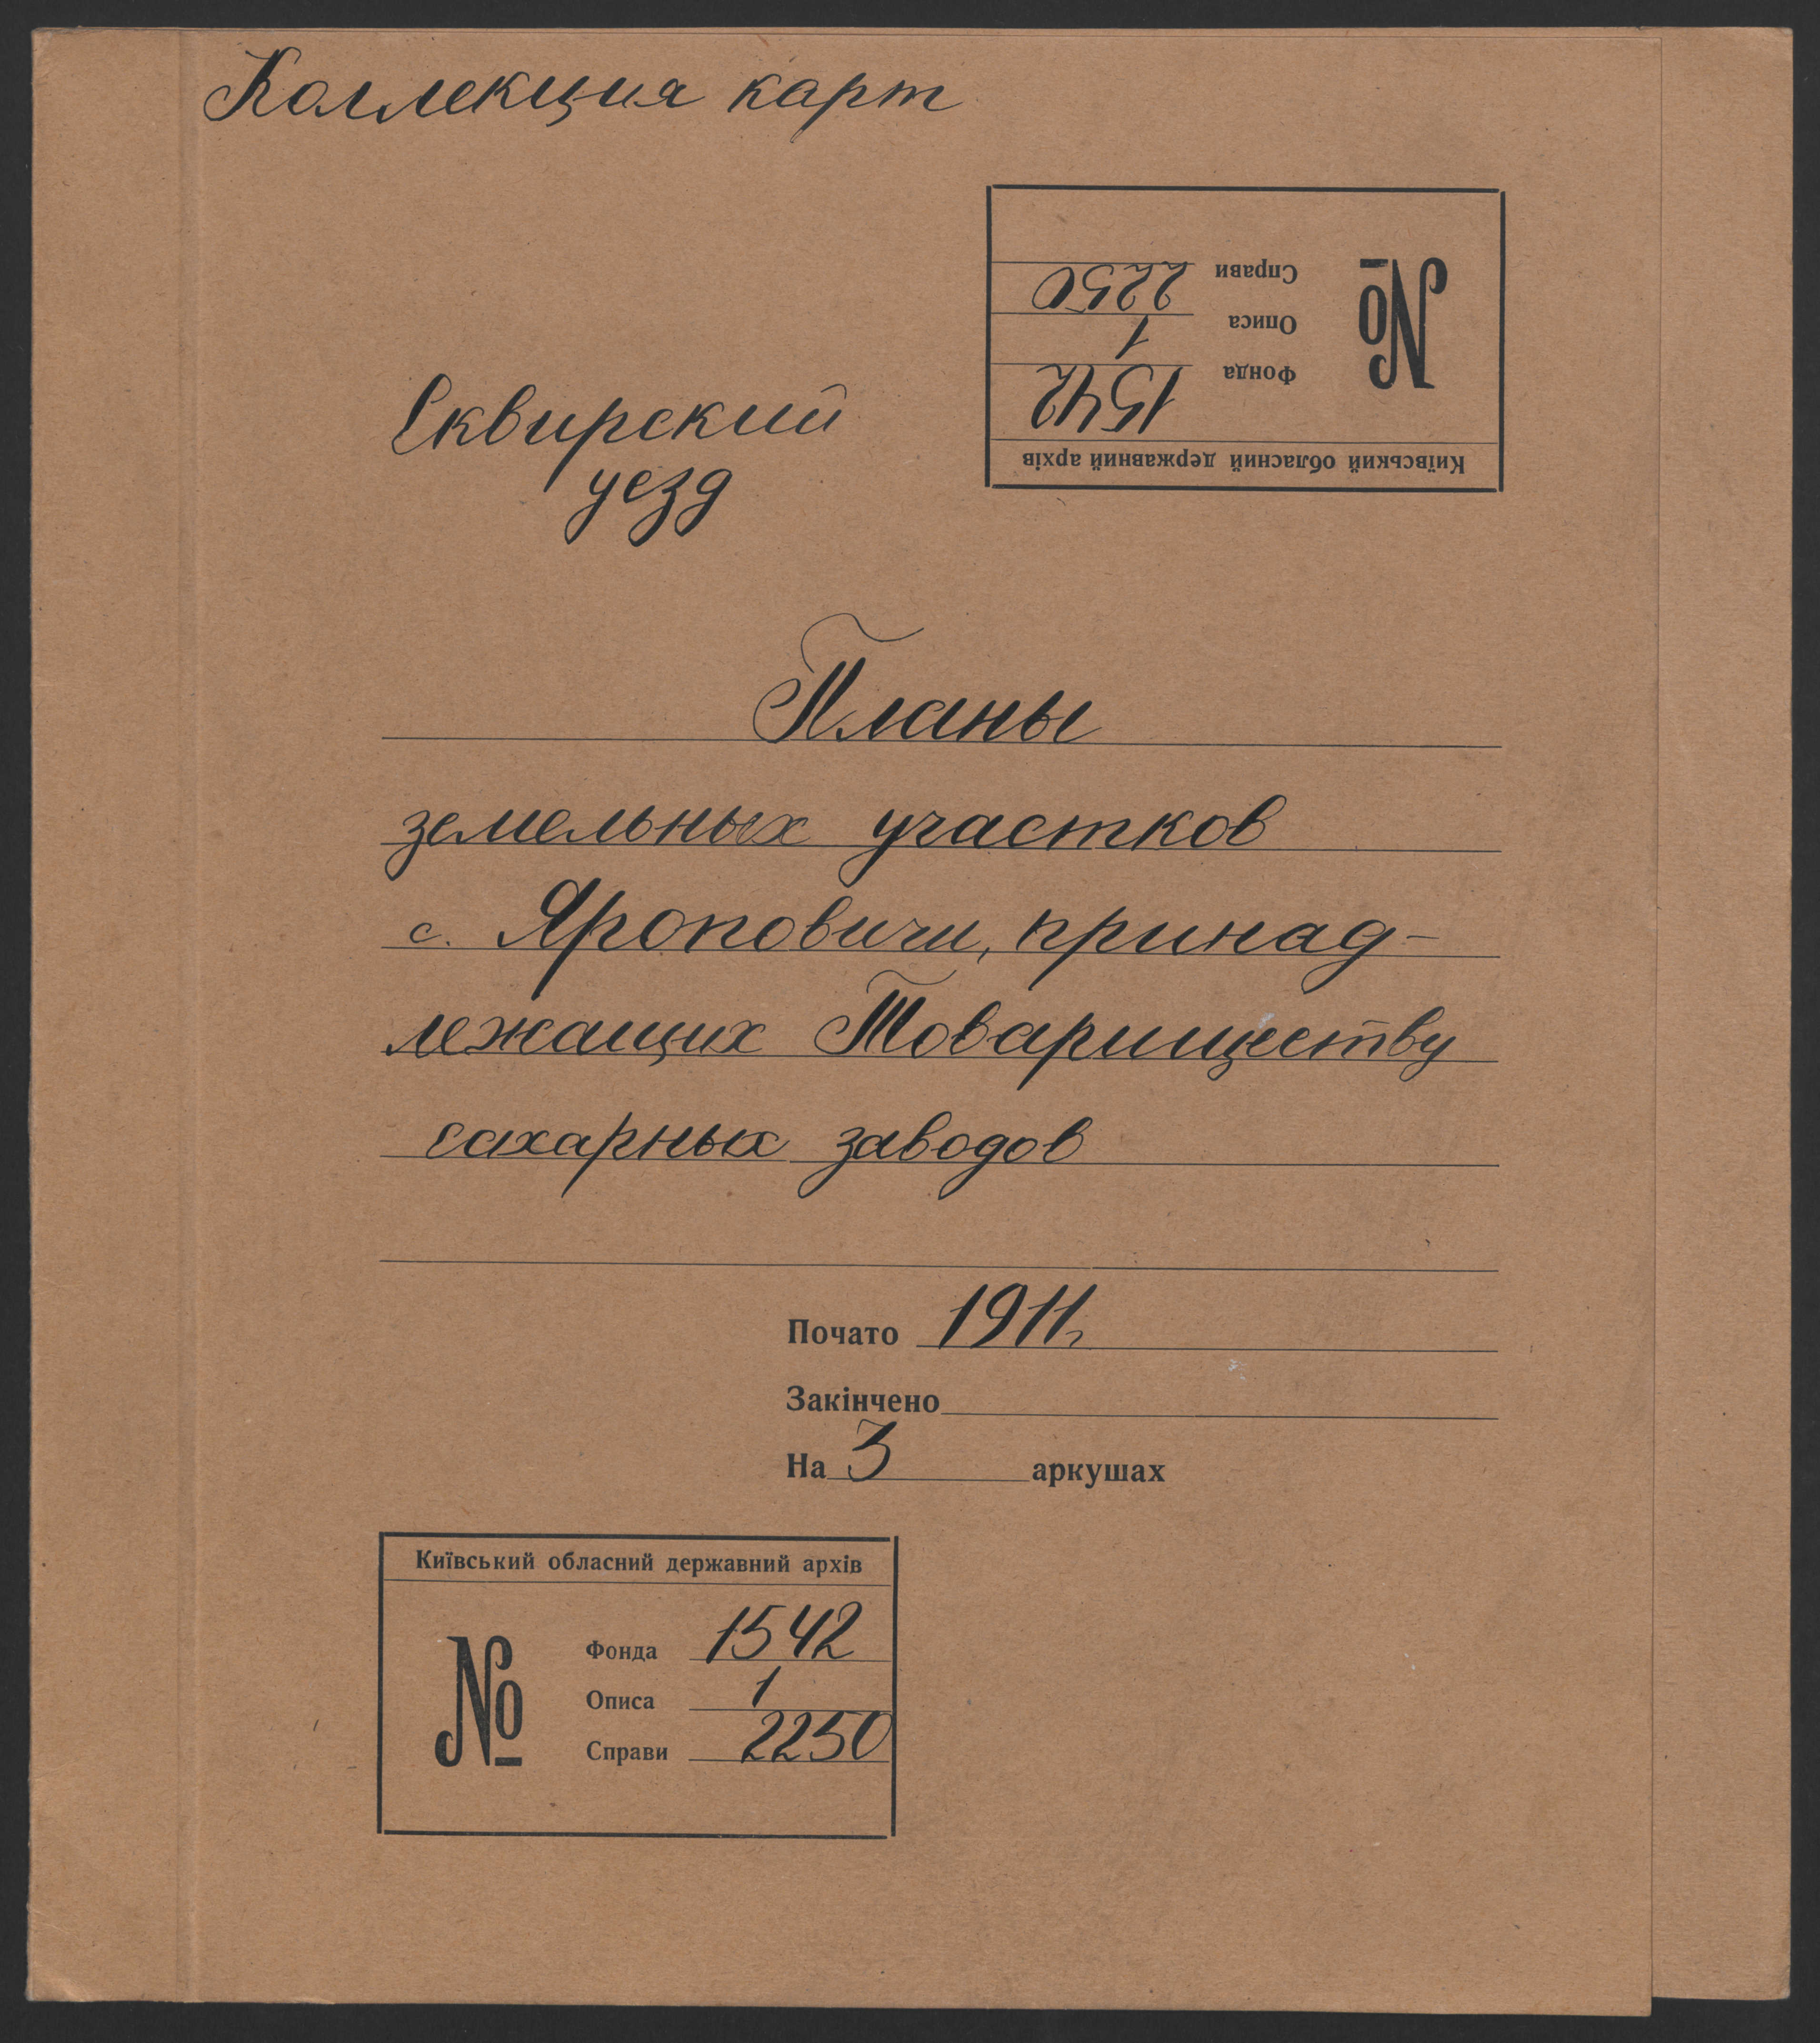 Коллекция карт
Київський обласний державний архів
№
Фонда 1542
Описа 1
Справи 2250
Сквирский
уезд
Планы
земельных участков
с. Яроповичи, принад-
лежащих Товариществу
сахарных заводов
Почато 1911г
Закінчено
На 3 аркушах
Київський обласний державний архів
№
Фонда 1542
Описа 1
Справи 2250